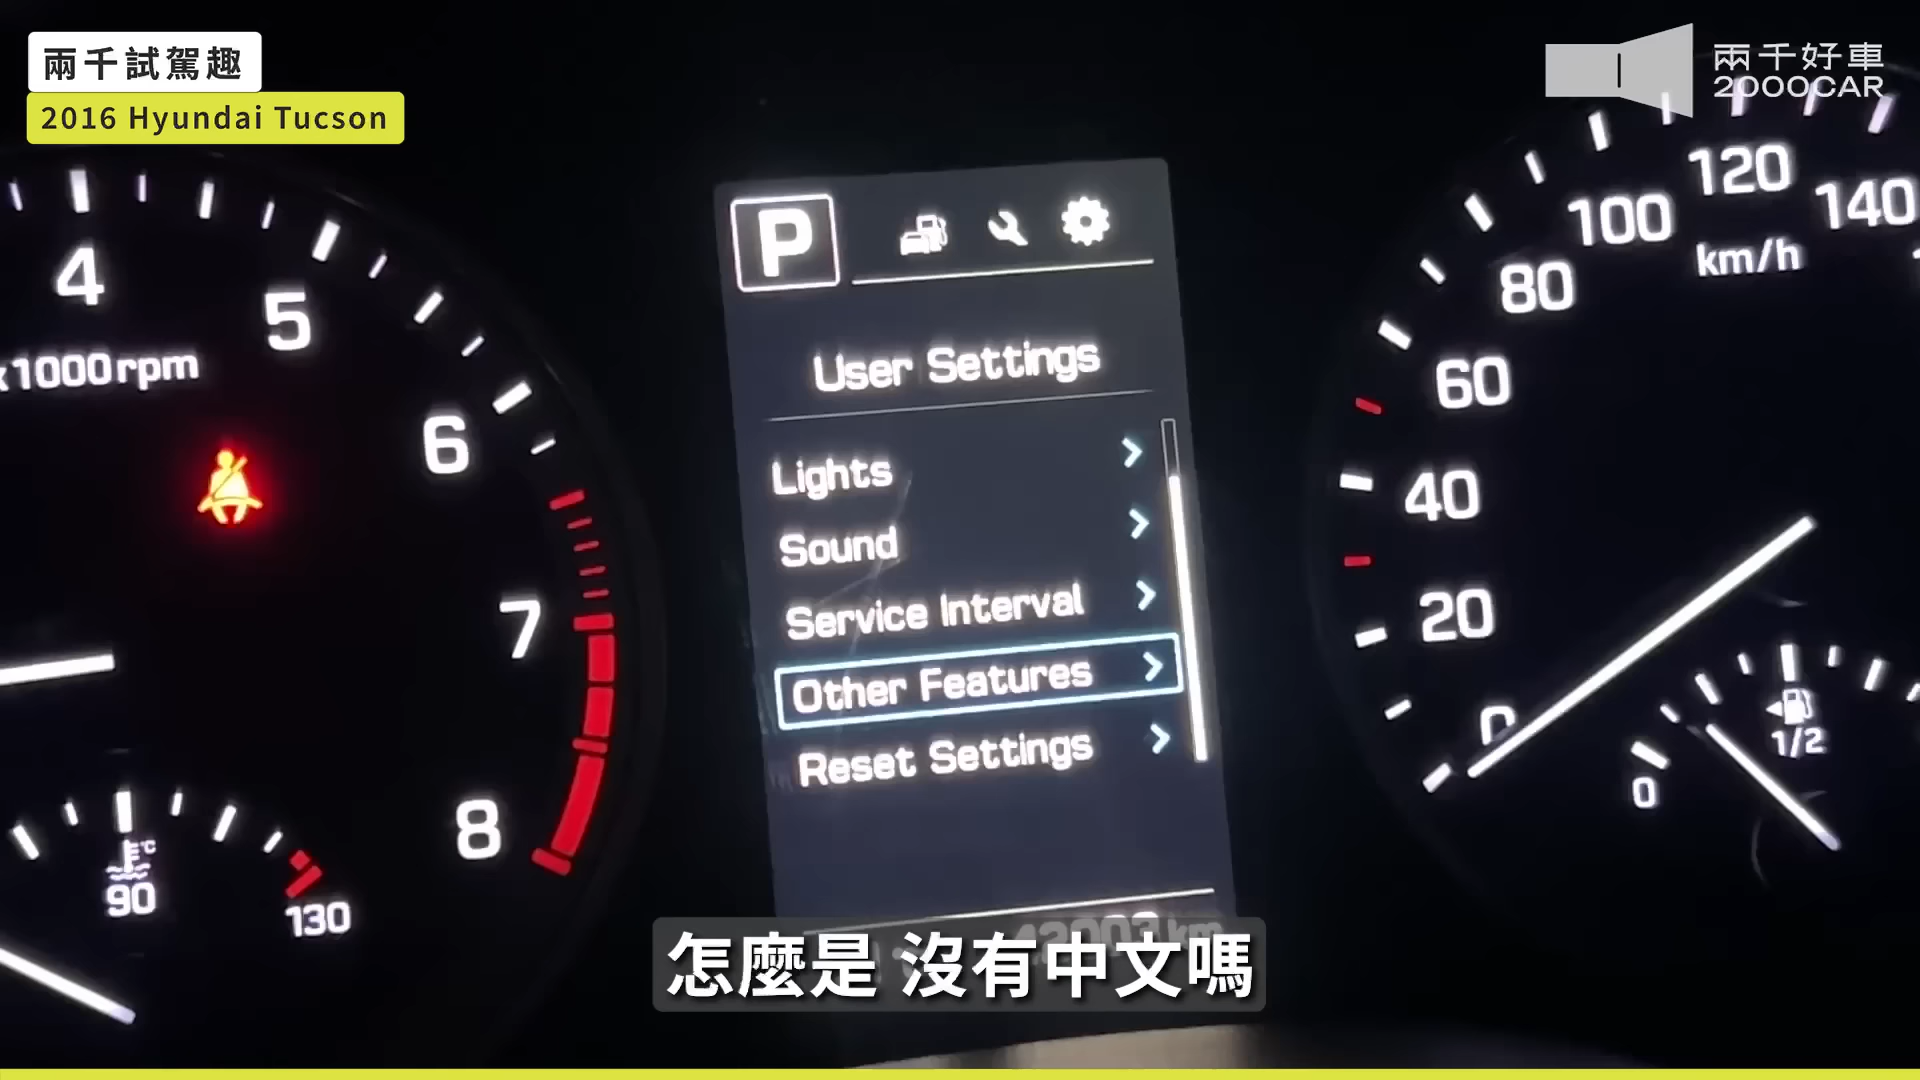 兩千試駕趣
2016 Hyundai Tucson
兩千好車
2000CAR
4
5
6
7
8
x1000rpm
90
130
P
User Settings
Lights
Sound
Service Interval
Other Features
Reset Settings
120
100
140
km/h
80
60
40
20
0
1/2
0
怎麼是 沒有中文嗎